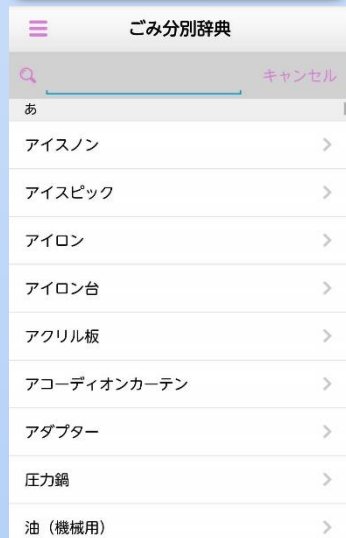 ごみ分別辞典
キャンセル
あ
アイスノン
アイスピック
アイロン
アイロン台
アクリル板
アコーディオンカーテン
アダプター
圧力鍋
油（機械用）